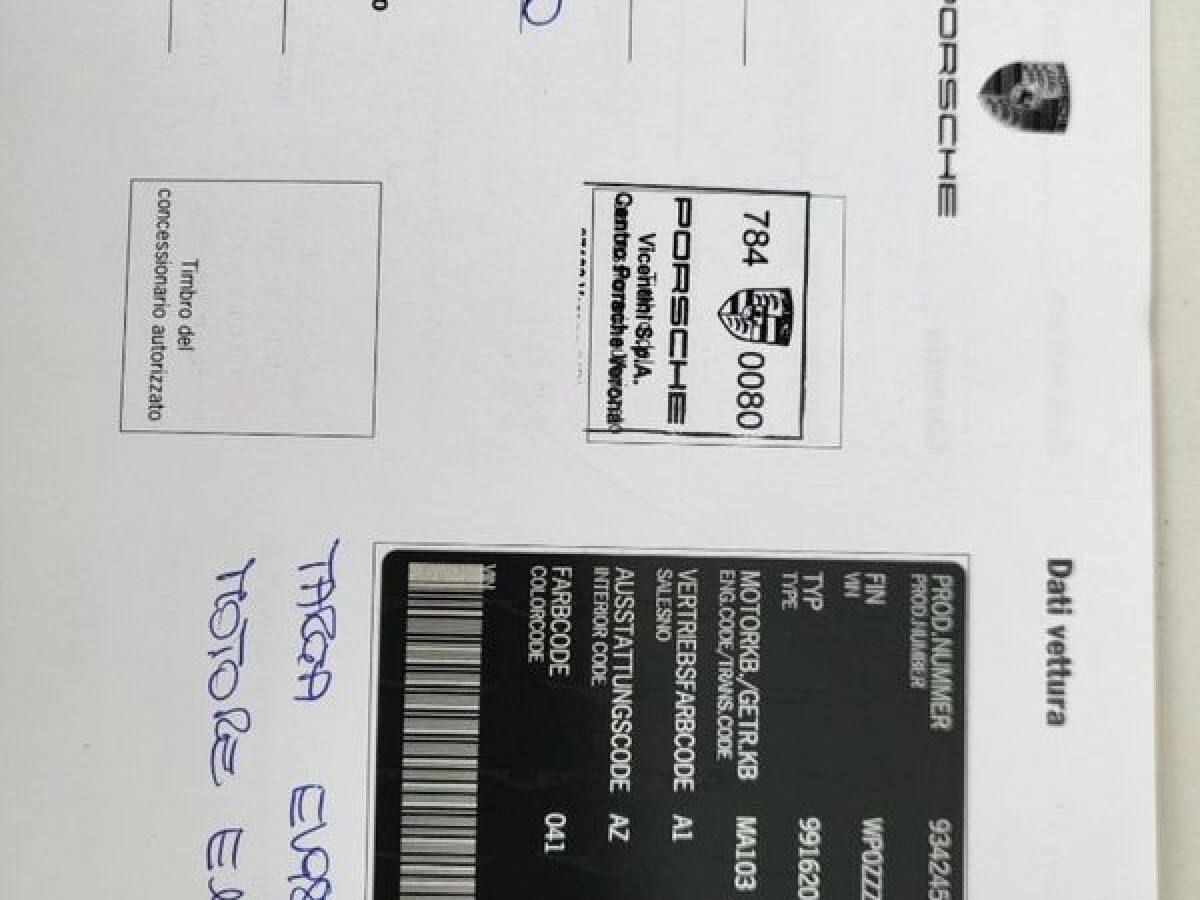 PORSCHE
784 0080
PORSCHE
Vicentini S.p.A.
Centro Porsche Verona
Timbro del
concessionario autorizzato
Dati vettura
PROD.NUMMER 934245
PROD.NUMBER
FIN WP0ZZZ
VIN
TYP 991620
TYPE
MOTORKB./GETR.KB MA103
ENG.CODE/TRANS.CODE
VERTRIEBSFARBCODE A1
SALESNO
AUSSTATTUNGSCODE AZ
INTERIOR CODE
FARBCODE 041
COLORCODE
VIN
TARGA EV98
MOTORE